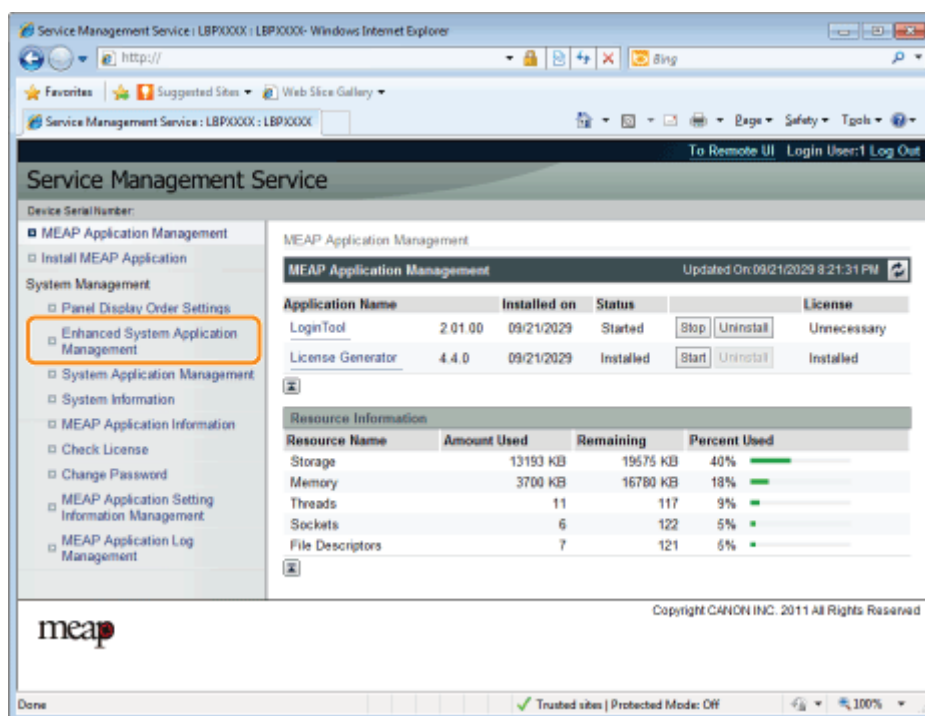 Service Management Service : LBPXXXX : LBPXXXX- Windows Internet Explorer
http://
Bing
Favorites Suggested Sites Web Slice Gallery
Service Management Service : LBPXXXX : LBPXXXX
Page Safety Tools
To Remote UI Login User:1 Log Out
Service Management Service
Device Serial Number:
MEAP Application Management
Install MEAP Application
System Management
Panel Display Order Settings
Enhanced System Application
Management
System Application Management
System Information
MEAP Application Information
Check License
Change Password
MEAP Application Setting
Information Management
MEAP Application Log
Management
MEAP Application Management
MEAP Application Management Updated On:09/21/2029 8:21:31 PM
Application Name Installed on Status License
LoginTool 2.01.00 09/21/2029 Started Stop Uninstall Unnecessary
License Generator 4.4.0 09/21/2029 Installed Start Uninstall Installed
Resource Information
Resource Name Amount Used Remaining Percent Used
Storage 13193 KB 19575 KB 40%
Memory 3700 KB 16780 KB 18%
Threads 11 117 9%
Sockets 6 122 5%
File Descriptors 7 121 6%
Copyright CANON INC. 2011 All Rights Reserved
meap
Done Trusted sites | Protected Mode: Off 100%